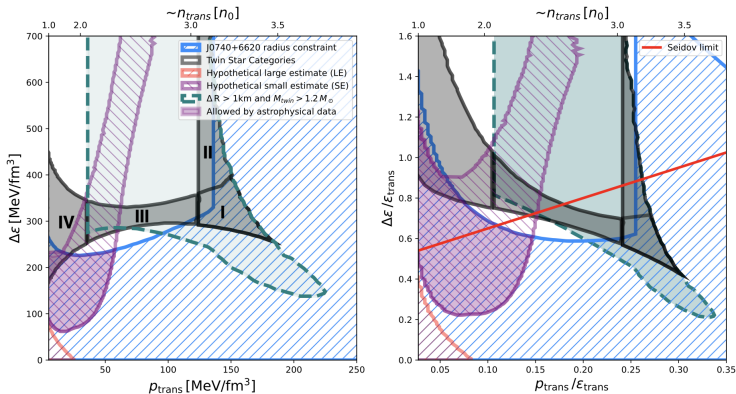 ~n_trans [n_0]
1.0 2.0 3.0 3.5
700
600
500
400
300
200
100
0
Δε [MeV/fm³]
0 50 100 150 200 250
p_trans [MeV/fm³]
J0740+6620 radius constraint
Twin Star Categories
Hypothetical large estimate (LE)
Hypothetical small estimate (SE)
ΔR > 1km and M_twin > 1.2 M_⊙
Allowed by astrophysical data
II
I
III
IV
~n_trans [n_0]
1.0 2.0 3.0 3.5
1.6
1.4
1.2
1.0
0.8
0.6
0.4
0.2
0.0
Δε/ε_trans
0.05 0.10 0.15 0.20 0.25 0.30 0.35
p_trans/ε_trans
Seidov limit